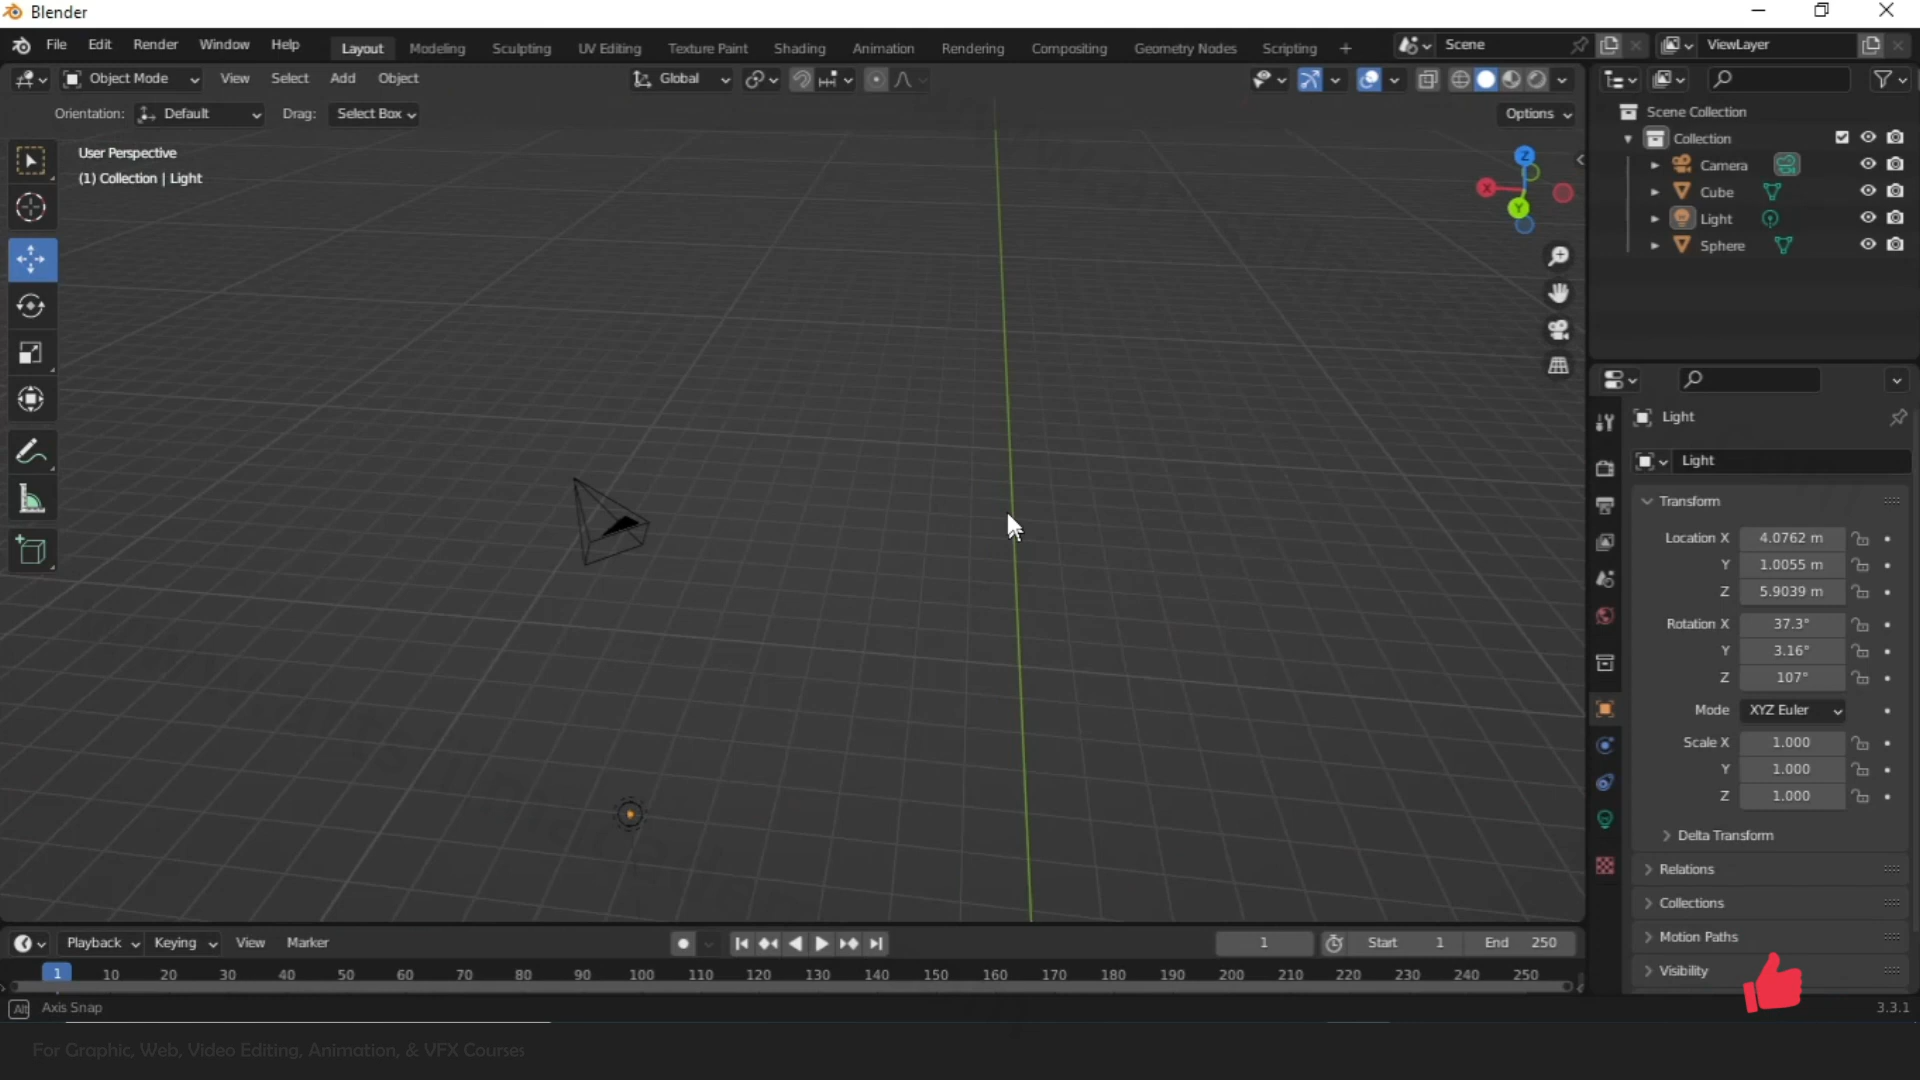 Blender
File Edit Render Window Help Layout Modeling Sculpting UV Editing Texture Paint Shading Animation Rendering Compositing Geometry Nodes Scripting + Scene ViewLayer
Object Mode View Select Add Object Global
Orientation: Default Drag: Select Box Options
User Perspective
(1) Collection | Light
Z
X
Y
Scene Collection
Collection
Camera
Cube
Light
Sphere
Light
Light
Transform
Location X 4.0762 m
Y 1.0055 m
Z 5.9039 m
Rotation X 37.3°
Y 3.16°
Z 107°
Mode XYZ Euler
Scale X 1.000
Y 1.000
Z 1.000
Delta Transform
Relations
Collections
Motion Paths
Visibility
Playback Keying View Marker 1 Start 1 End 250
1 10 20 30 40 50 60 70 80 90 100 110 120 130 140 150 160 170 180 190 200 210 220 230 240 250
Alt Axis Snap 3.3.1
For Graphic, Web, Video Editing, Animation, & VFX Courses